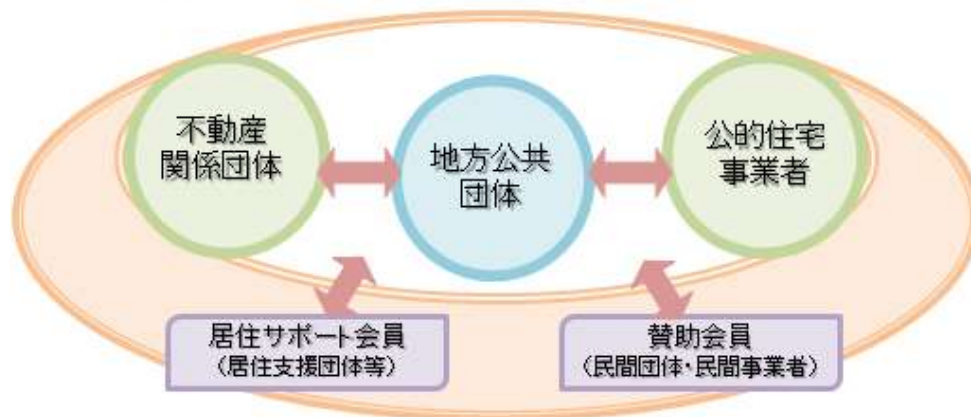 不動産
関係団体
地方公共
団体
公的住宅
事業者
居住サポート会員
（居住支援団体等）
賛助会員
（民間団体・民間事業者）